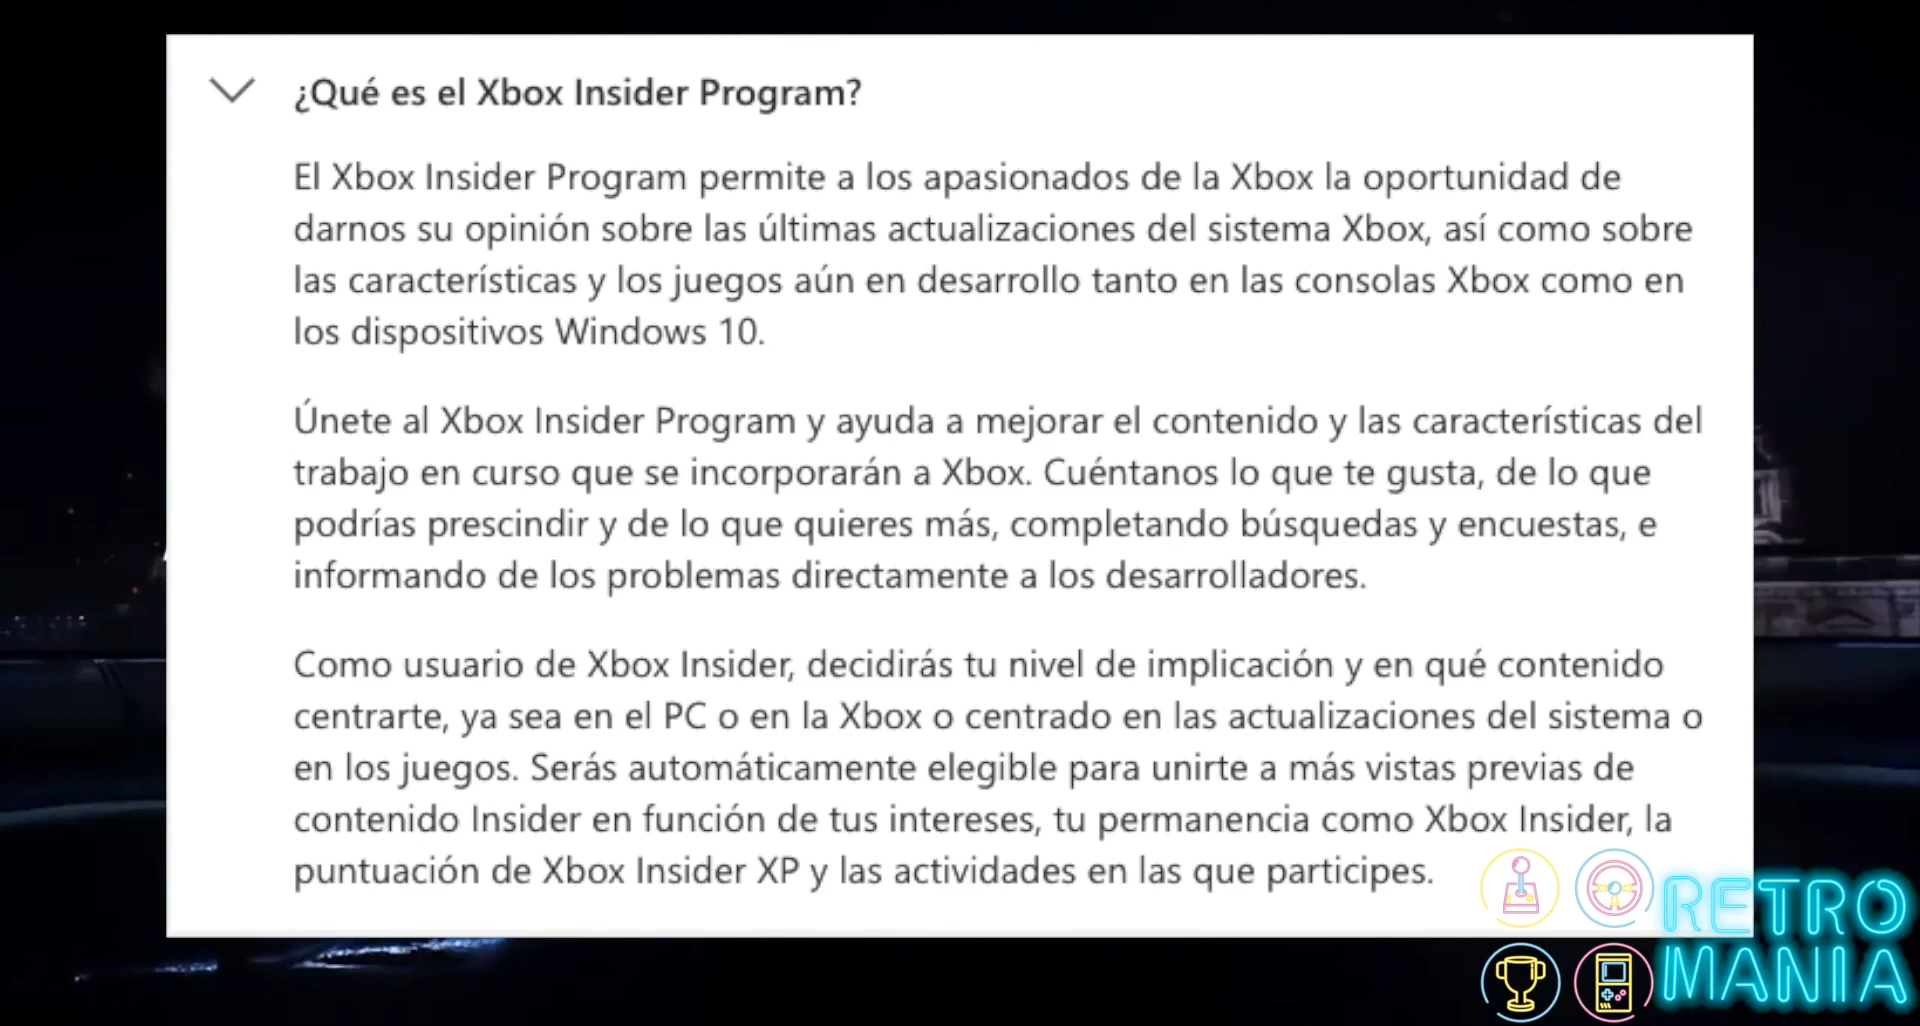 ¿Qué es el Xbox Insider Program?
El Xbox Insider Program permite a los apasionados de la Xbox la oportunidad de
darnos su opinión sobre las últimas actualizaciones del sistema Xbox, así como sobre
las características y los juegos aún en desarrollo tanto en las consolas Xbox como en
los dispositivos Windows 10.
Únete al Xbox Insider Program y ayuda a mejorar el contenido y las características del
trabajo en curso que se incorporarán a Xbox. Cuéntanos lo que te gusta, de lo que
podrías prescindir y de lo que quieres más, completando búsquedas y encuestas, e
informando de los problemas directamente a los desarrolladores.
Como usuario de Xbox Insider, decidirás tu nivel de implicación y en qué contenido
centrarte, ya sea en el PC o en la Xbox o centrado en las actualizaciones del sistema o
en los juegos. Serás automáticamente elegible para unirte a más vistas previas de
contenido Insider en función de tus intereses, tu permanencia como Xbox Insider, la
puntuación de Xbox Insider XP y las actividades en las que participes.
RETRO
MANIA